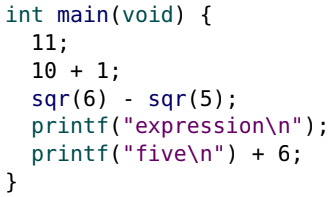 int main(void) {
  11;
  10 + 1;
  sqr(6) - sqr(5);
  printf("expression\n");
  printf("five\n") + 6;
}